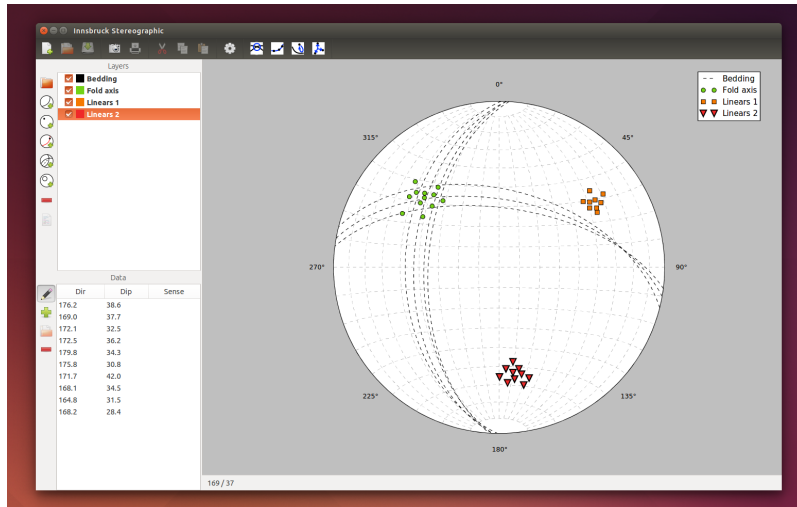 Innsbruck Stereographic
Layers
Bedding
Fold axis
Linears 1
Linears 2
Data
Dir Dip Sense
176.2 38.6
169.0 37.7
172.1 32.5
172.5 36.2
179.8 34.3
175.8 30.8
171.7 42.0
168.1 34.5
164.8 31.5
168.2 28.4
0°
45°
90°
135°
180°
225°
270°
315°
Bedding
Fold axis
Linears 1
Linears 2
169 / 37